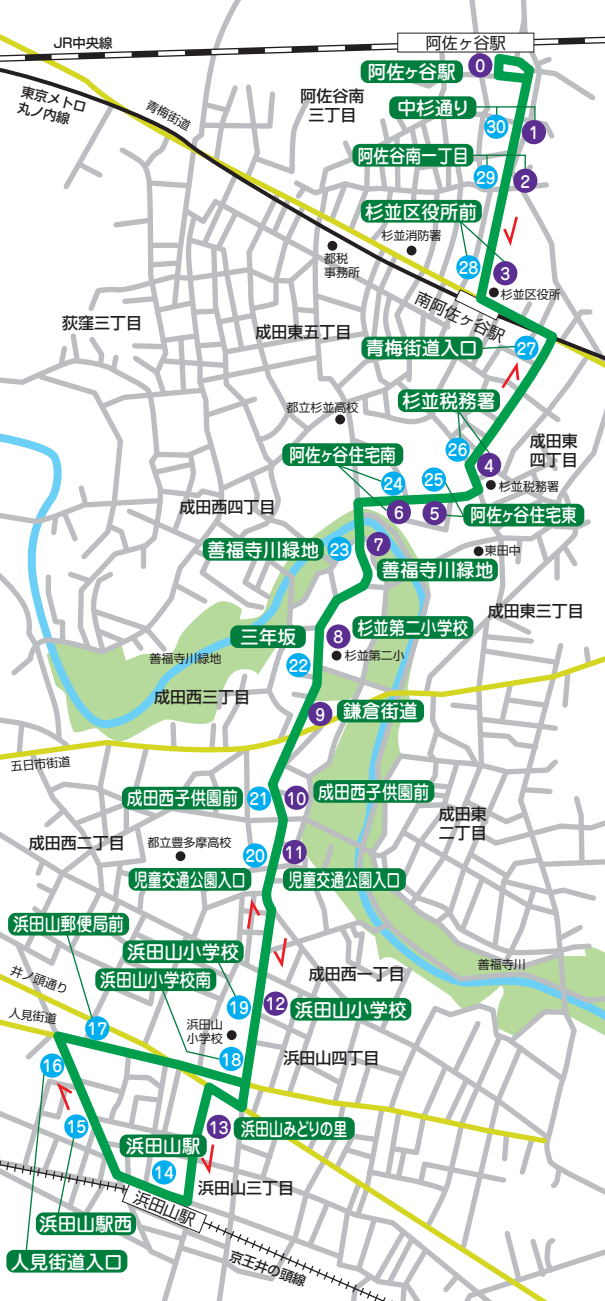 JR中央線
阿佐ケ谷駅
阿佐ケ谷駅
0
東京メトロ
丸ノ内線
青梅街道
阿佐谷南
三丁目
中杉通り
30
1
阿佐谷南一丁目
29
2
杉並区役所前
杉並消防署
都税
事務所
28
3
杉並区役所
南阿佐ケ谷駅
荻窪三丁目
成田東五丁目
青梅街道入口
27
都立杉並高校
杉並税務署
26
4
成田東
四丁目
杉並税務署
阿佐ケ谷住宅南
24
25
6
5
阿佐ケ谷住宅東
成田西四丁目
善福寺川緑地
23
7
善福寺川緑地
東田中
成田東三丁目
三年坂
22
8
杉並第二小学校
杉並第二小
善福寺川緑地
成田西三丁目
9
鎌倉街道
五日市街道
成田西子供園前
21
10
成田西子供園前
成田東
二丁目
成田西二丁目
都立豊多摩高校
20
11
児童交通公園入口
児童交通公園入口
浜田山郵便局前
浜田山小学校
成田西一丁目
善福寺川
井ノ頭通り
浜田山小学校南
19
12
浜田山小学校
人見街道
17
浜田山
小学校
18
浜田山四丁目
16
15
13
浜田山みどりの里
浜田山駅
14
浜田山三丁目
浜田山駅
浜田山駅西
人見街道入口
京王井の頭線